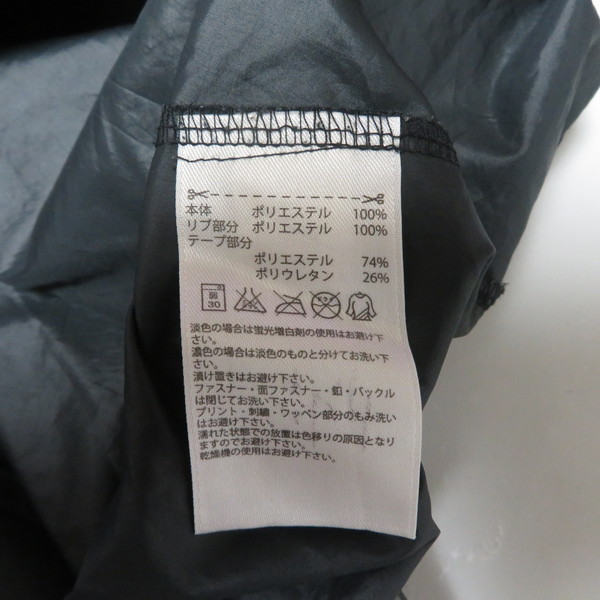 本体 ポリエステル 100%
リブ部分 ポリエステル 100%
テープ部分
ポリエステル 74%
ポリウレタン 26%
弱
30
淡色の場合は蛍光増白剤の使用はお避け下
さい。
濃色の場合は淡色のものと分けてお洗い下
さい。
漬け置きはお避け下さい。
ファスナー・面ファスナー・釦・バックル
は閉じてお洗い下さい。
プリント・刺繍・ワッペン部分のもみ洗い
はお避け下さい。
濡れた状態での放置は色移りの原因となり
ますのでお避け下さい。
乾燥機の使用はお避け下さい。